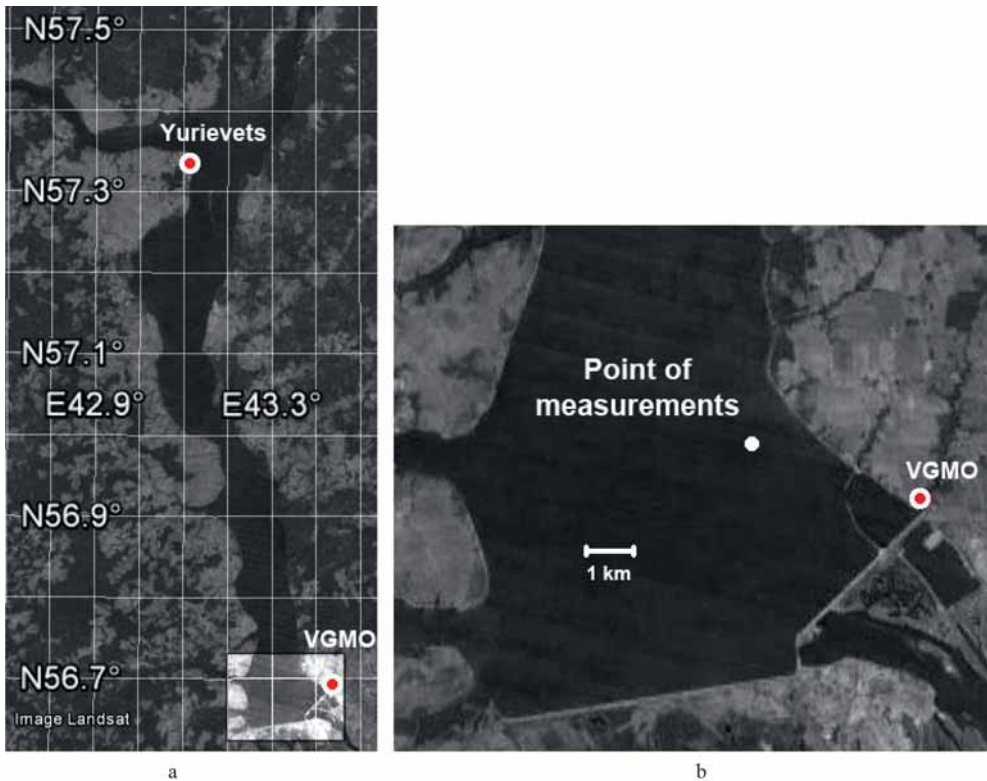 N57.5°
Yurievets
N57.3°
N57.1°
E42.9° E43.3°
N56.9°
VGMO
N56.7°
Image Landsat
a
Point of
measurements
VGMO
1 km
b